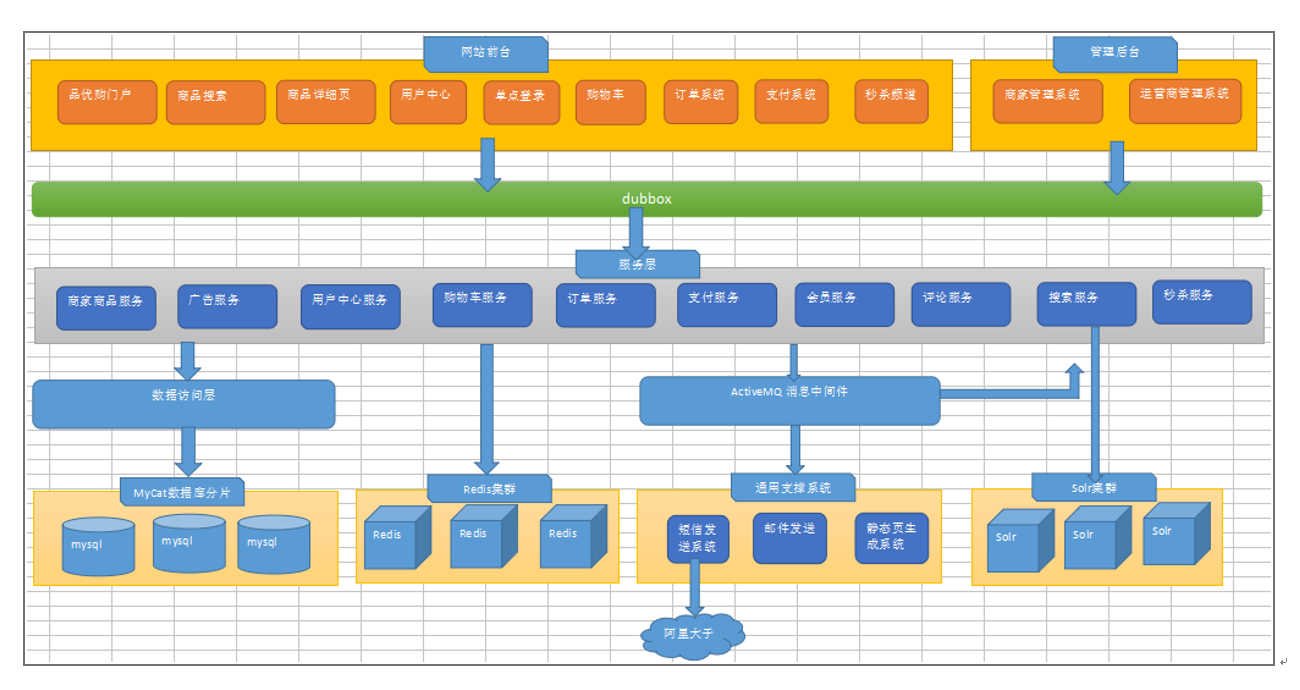 网站前台
管理后台
品优购门户
商品搜索
商品详细页
用户中心
单点登录
购物车
订单系统
支付系统
秒杀频道
商家管理系统
运营商管理系统
dubbox
服务层
商家商品服务
广告服务
用户中心服务
购物车服务
订单服务
支付服务
会员服务
评论服务
搜索服务
秒杀服务
数据访问层
ActiveMQ 消息中间件
MyCat数据库分片
Redis集群
通用支撑系统
Solr集群
mysql
mysql
mysql
Redis
Redis
Redis
短信发
送系统
邮件发送
静态页生
成系统
Solr
Solr
Solr
阿里大于